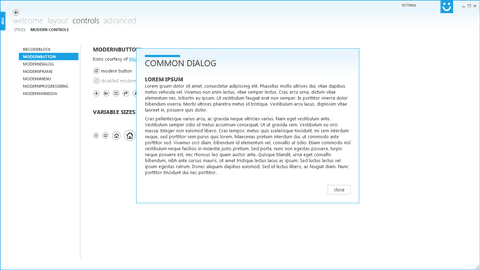 SETTINGS
welcome layout controls advanced
STYLES MODERN CONTROLS
BBCODEBLOCK
MODERNBUTTON
MODERNDIALOG
MODERNFRAME
MODERNMENU
MODERNPROGRESSRING
MODERNWINDOW
MODERNBUTTON
Icons courtesy of
modern button
disabled modern
VARIABLE SIZES
COMMON DIALOG
LOREM IPSUM
Lorem ipsum dolor sit amet, consectetur adipiscing elit. Phasellus mollis ultrices dui, vitae dapibus
metus vehicula vel. Vivamus non enim lectus, vitae semper lectus. Cras arcu urna, dictum vitae
bibendum vitae, lobortis eu ipsum. Ut vestibulum feugiat erat non semper. In porttitor viverra dolor
bibendum viverra. Morbi ultrices pharetra metus id tristique. Vestibulum arcu lacus, dignissim vitae
laoreet in, posuere quis dolor.
Cras pellentesque varius arcu, ac gravida neque ultricies varius. Nam eget vestibulum ante.
Vestibulum semper odio id metus accumsan consequat. Ut ut gravida sem. Vestibulum eu orci
massa. Integer non euismod libero. Cras tempor, metus quis scelerisque tincidunt, mi sem interdum
neque, sed porttitor sem purus quis lorem. Maecenas pretium interdum dui, ut commodo ante
porttitor sed. Vivamus orci diam, bibendum id elementum vel, convallis ut odio. Etiam commodo nisl
vestibulum neque facilisis in molestie justo pretium. Sed porta, nunc non egestas posuere, turpis
neque posuere est, nec rhoncus leo quam auctor ante. Quisque blandit, urna eget convallis
bibendum, nibh ante cursus mauris, sit amet tristique lectus lacus ac ipsum. Sed luctus lectus vel
ipsum egestas rutrum. Donec aliquam dapibus euismod. Sed id lectus libero, ac feugiat diam. Nunc
porttitor tincidunt dui nec porttitor.
close